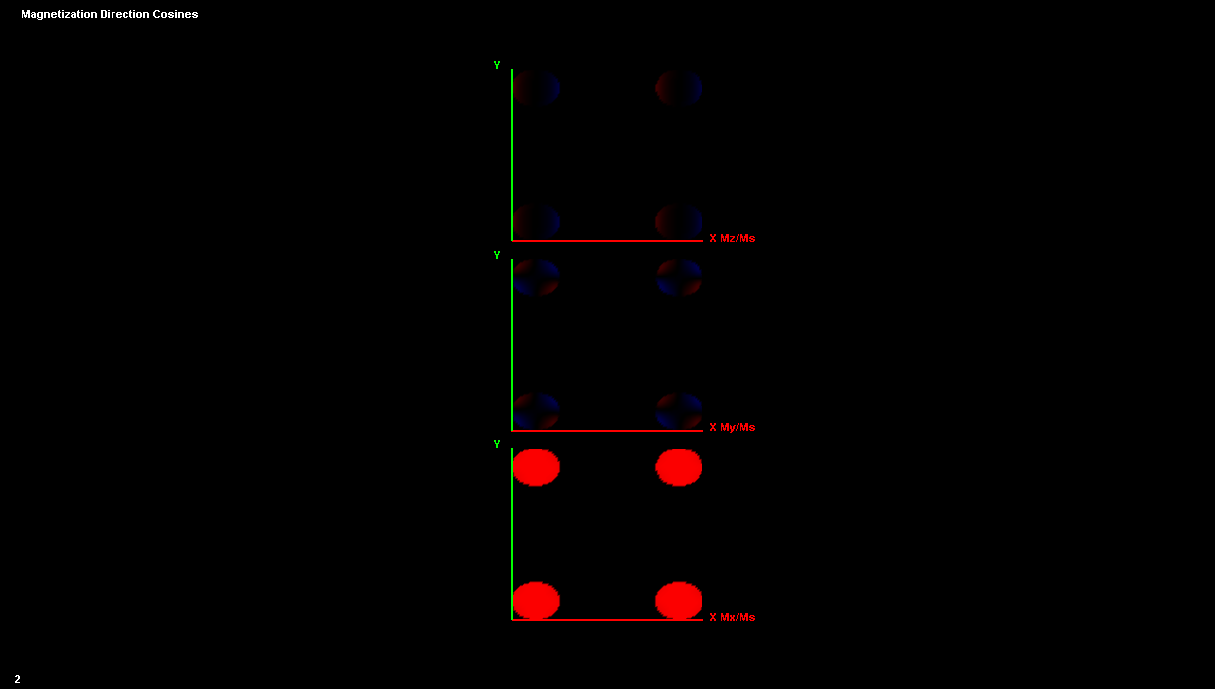 Magnetization Direction Cosines
Y
X Mz/Ms
Y
X My/Ms
Y
X Mx/Ms
2